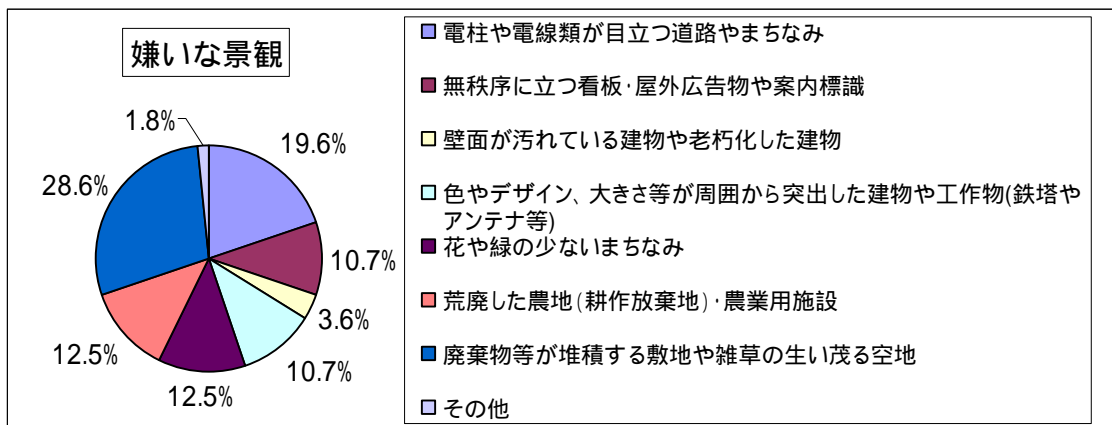 嫌いな景観
1.8%
19.6%
28.6%
10.7%
3.6%
12.5%
10.7%
12.5%
電柱や電線類が目立つ道路やまちなみ
無秩序に立つ看板・屋外広告物や案内標識
壁面が汚れている建物や老朽化した建物
色やデザイン、大きさ等が周囲から突出した建物や工作物(鉄塔や
アンテナ等)
花や緑の少ないまちなみ
荒廃した農地(耕作放棄地)・農業用施設
廃棄物等が堆積する敷地や雑草の生い茂る空地
その他